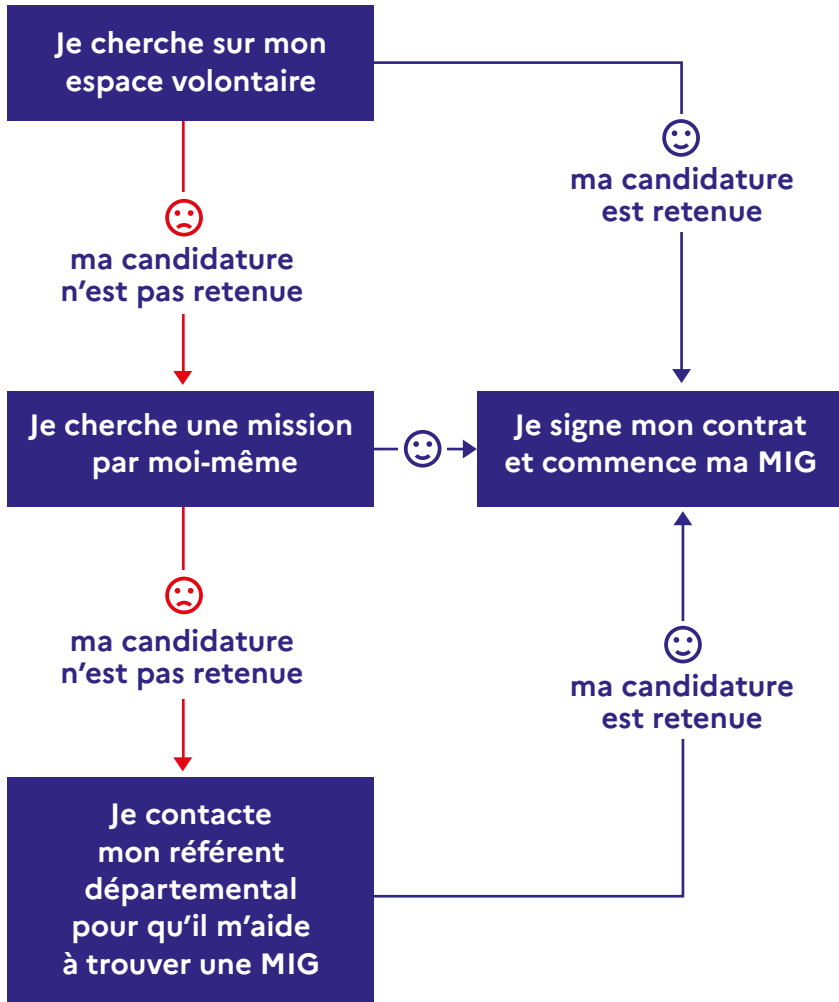 Je cherche sur mon
espace volontaire
ma candidature
est retenue
ma candidature
n’est pas retenue
Je cherche une mission
par moi-même
Je signe mon contrat
et commence ma MIG
ma candidature
n’est pas retenue
ma candidature
est retenue
Je contacte
mon référent
départemental
pour qu’il m’aide
à trouver une MIG